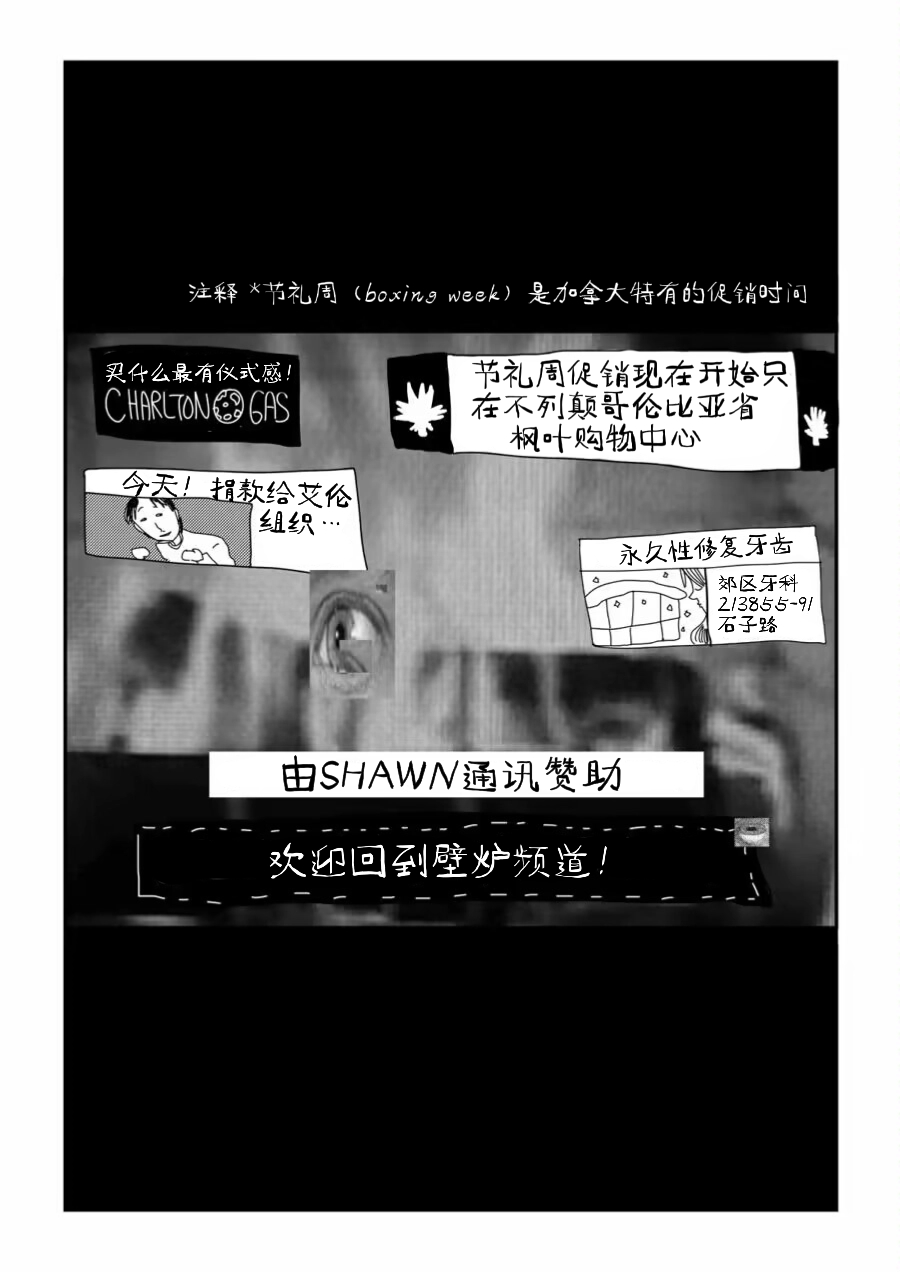 注释 *节礼周（boxing week）是加拿大特有的促销时间
买什么最有仪式感！
CHARLTON GAS
节礼周促销现在开始只
在不列颠哥伦比亚省
枫叶购物中心
今天！捐款给艾伦
组织…
永久性修复牙齿
郊区牙科
213855-91
石子路
由SHAWN通讯赞助
欢迎回到壁炉频道！